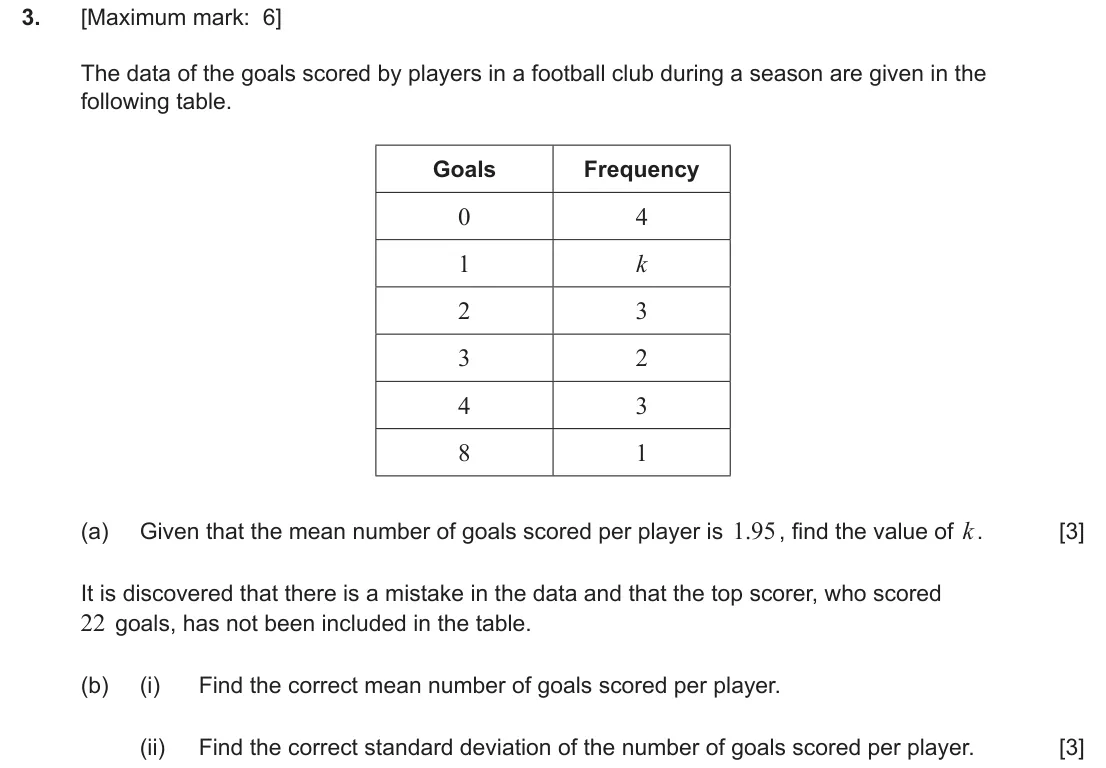 3. [Maximum mark: 6]
The data of the goals scored by players in a football club during a season are given in the
following table.
Goals Frequency
0 4
1 k
2 3
3 2
4 3
8 1
(a) Given that the mean number of goals scored per player is 1.95, find the value of k. [3]
It is discovered that there is a mistake in the data and that the top scorer, who scored
22 goals, has not been included in the table.
(b) (i) Find the correct mean number of goals scored per player.
(ii) Find the correct standard deviation of the number of goals scored per player. [3]